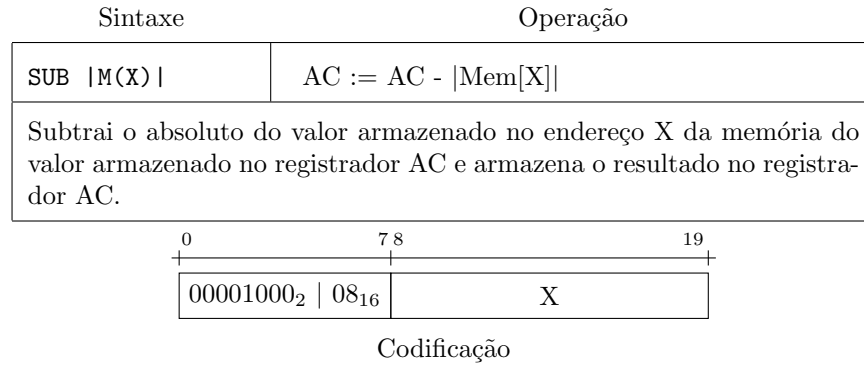 Sintaxe Operação
SUB |M(X)| AC := AC - |Mem[X]|
Subtrai o absoluto do valor armazenado no endereço X da memória do
valor armazenado no registrador AC e armazena o resultado no registra-
dor AC.
0 7 8 19
00001000₂ | 08₁₆ X
Codificação